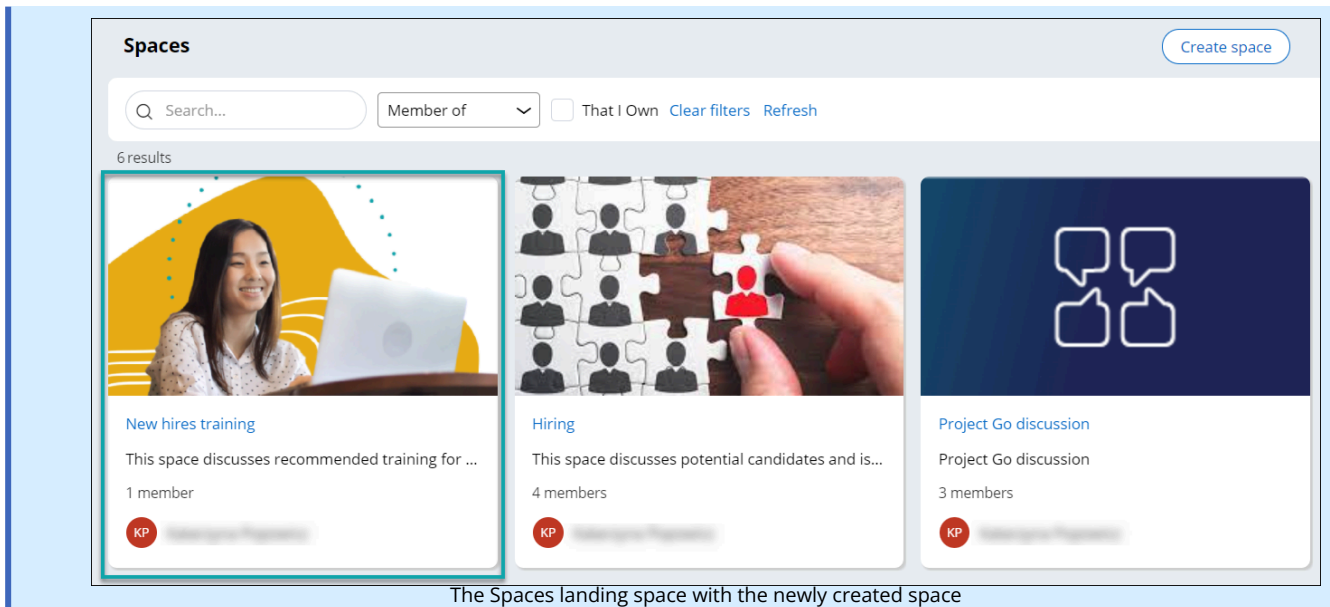 Spaces
Create space
Search...
Member of
That I Own Clear filters Refresh
6 results
New hires training
This space discusses recommended training for ...
1 member
KP
Hiring
This space discusses potential candidates and is...
4 members
KP
Project Go discussion
Project Go discussion
3 members
KP
The Spaces landing space with the newly created space